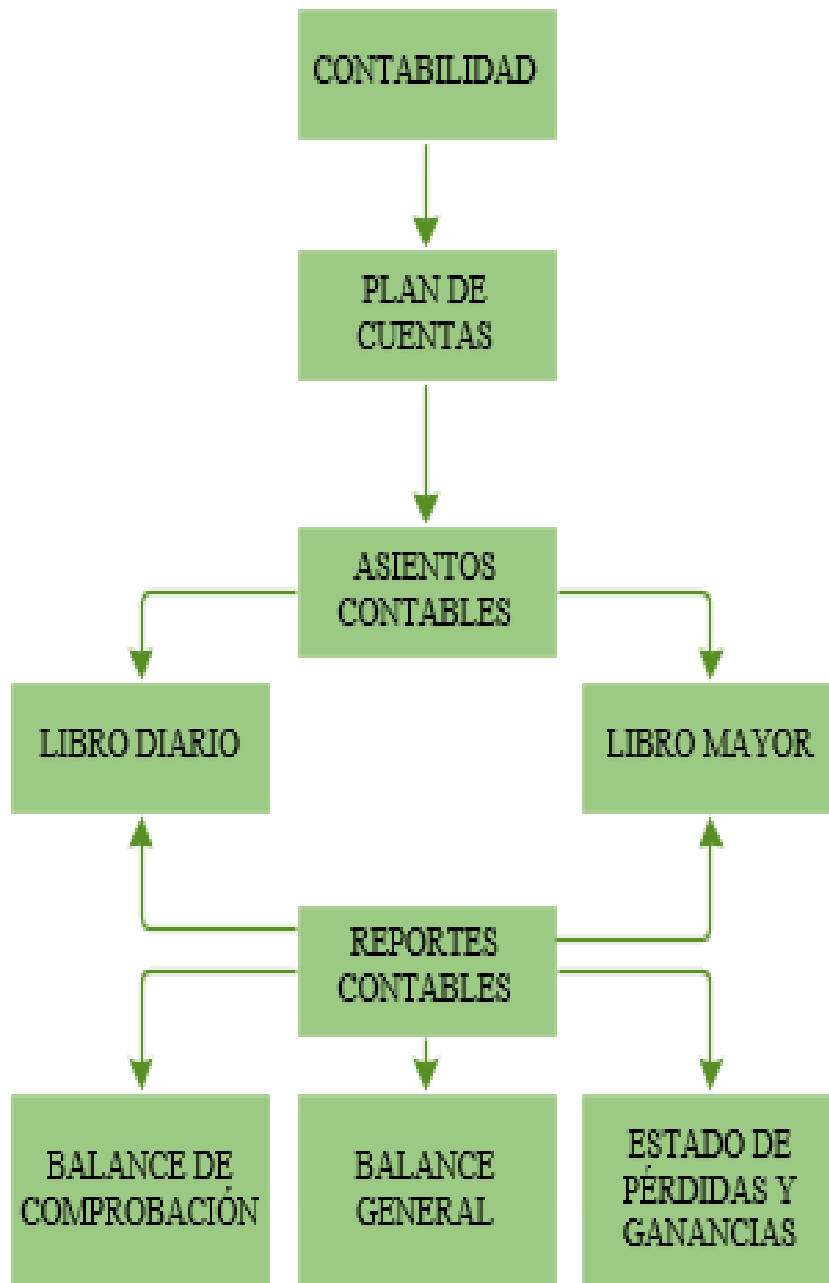 CONTABILIDAD
PLAN DE
CUENTAS
ASIENTOS
CONTABLES
LIBRO DIARIO
LIBRO MAYOR
REPORTES
CONTABLES
BALANCE DE
COMPROBACIÓN
BALANCE
GENERAL
ESTADO DE
PÉRDIDAS Y
GANANCIAS